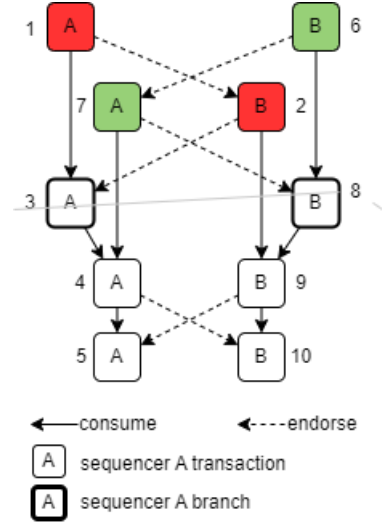 1 A B 6
7 A B 2
3 A B 8
4 A B 9
5 A B 10
consume endorse
A sequencer A transaction
A sequencer A branch